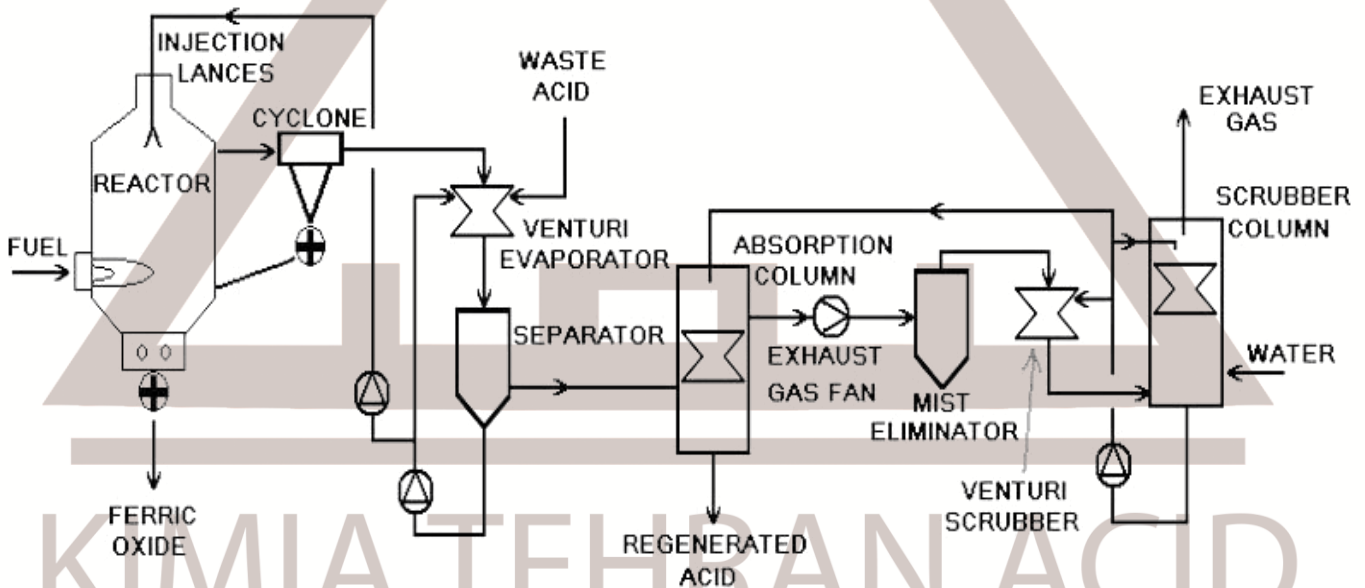 INJECTION
LANCES
WASTE
ACID
EXHAUST
GAS
CYCLONE
REACTOR
SCRUBBER
COLUMN
FUEL
VENTURI
EVAPORATOR
ABSORPTION
COLUMN
SEPARATOR
EXHAUST
GAS FAN
WATER
MIST
ELIMINATOR
VENTURI
SCRUBBER
FERRIC
OXIDE
REGENERATED
ACID
KIMIA TEHRAN ACID